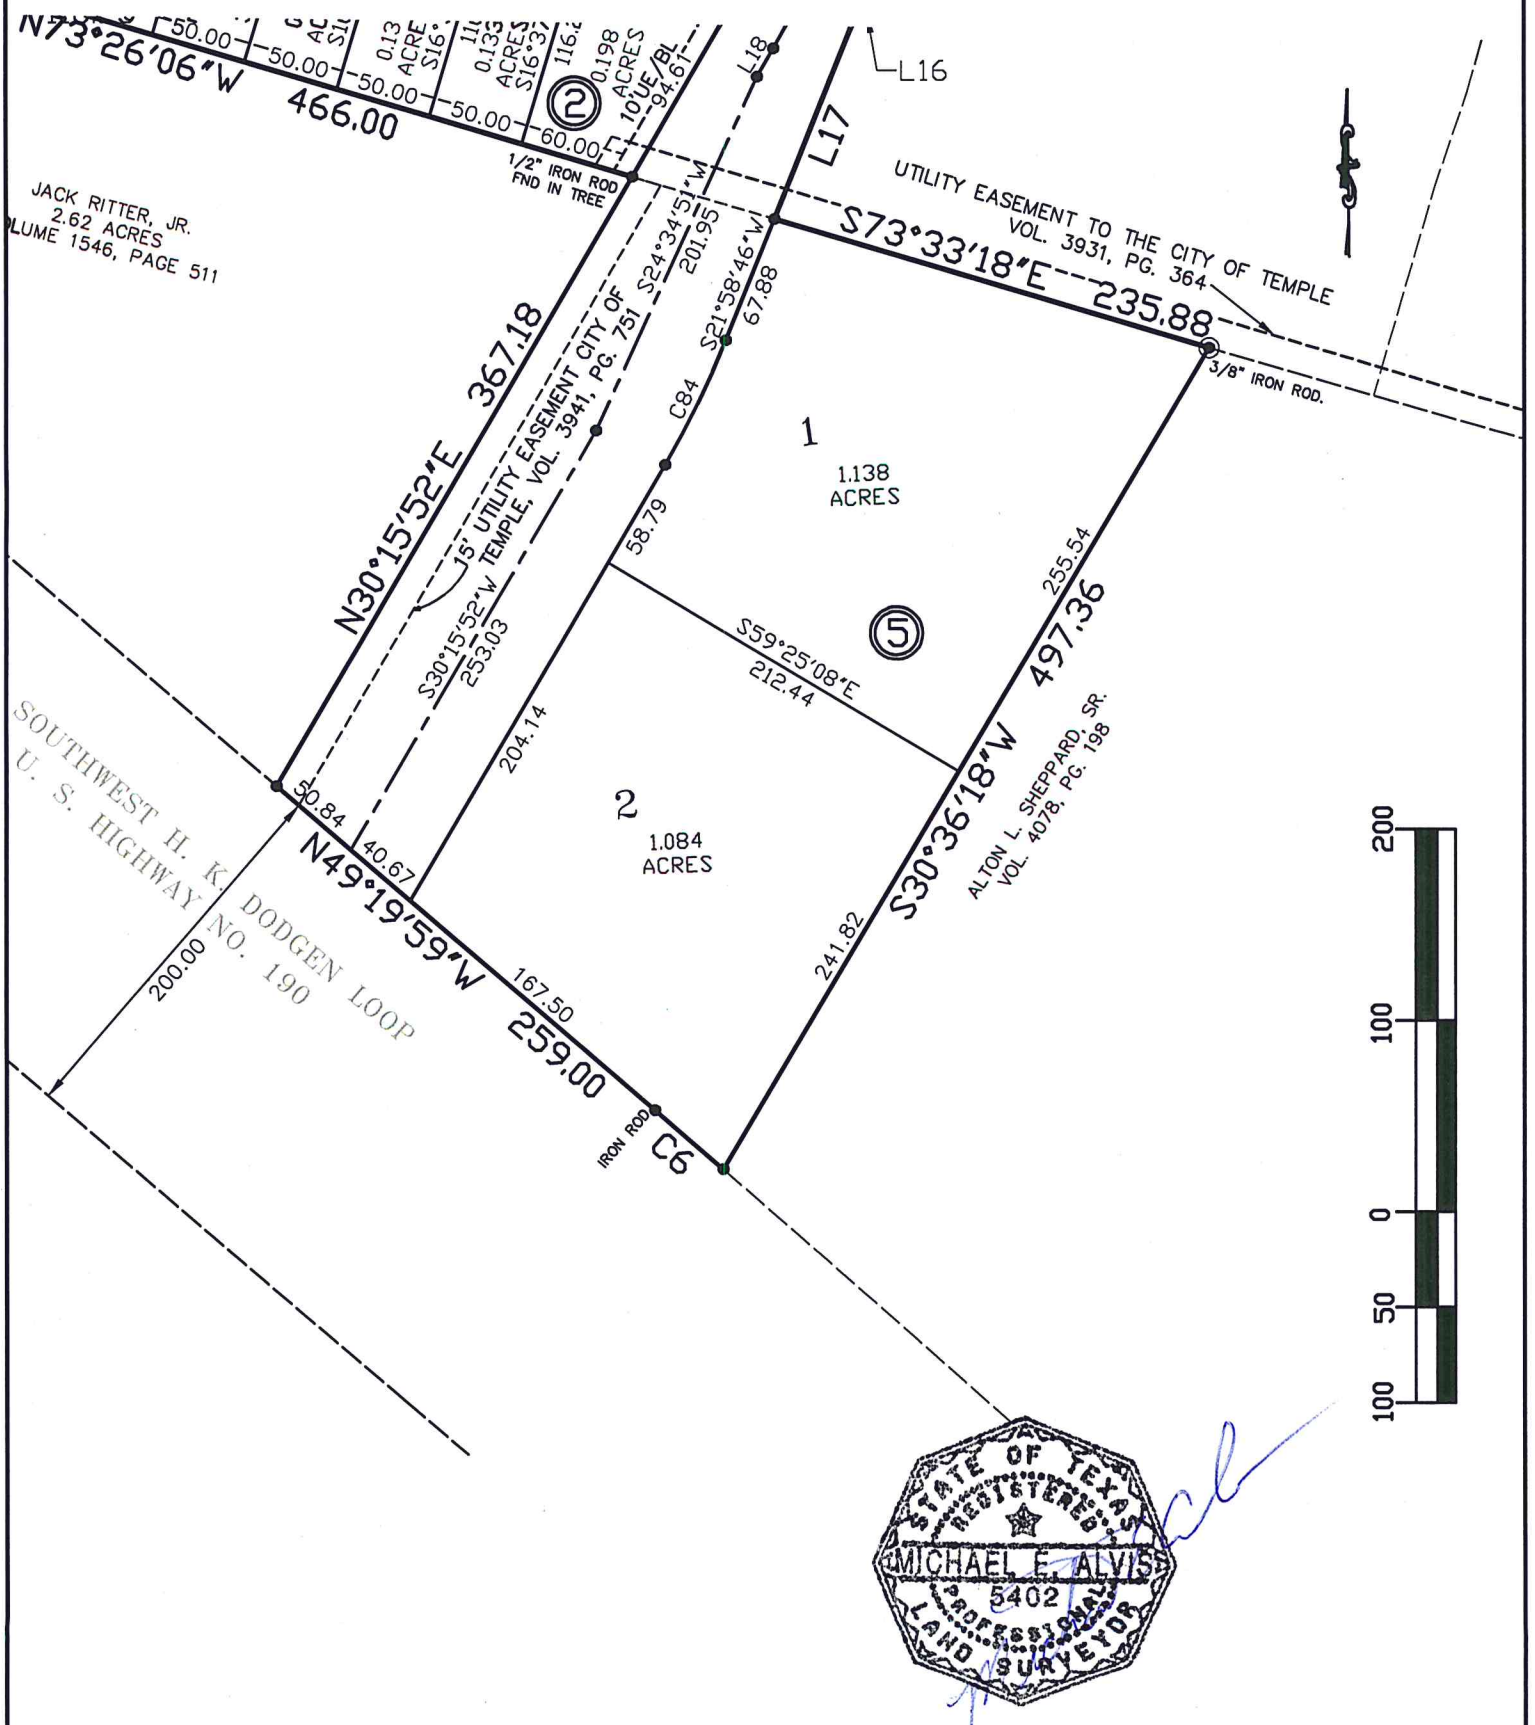 50.00
50.00
50.00
50.00
60.00
N73°26'06"W
466.00
0.13
ACRE
S16°
0.133
ACRES
S16°37'
116.2
0.198
ACRES
10'UE/BL
94.61
2
1/2" IRON ROD
FND IN TREE
L18
L17
L16
JACK RITTER, JR.
2.62 ACRES
LUME 1546, PAGE 511
UTILITY EASEMENT TO THE CITY OF TEMPLE
VOL. 3931, PG. 364
S73°33'18"E
235.88
3/8" IRON ROD.
S24°34'51"W
201.95
S21°58'46"W
67.88
C84
58.79
N30°15'52"E
367.18
15' UTILITY EASEMENT CITY OF
TEMPLE, VOL. 3941, PG. 751
S30°15'52"W
253.03
204.14
1
1.138
ACRES
255.54
5
S59°25'08"E
212.44
S30°36'18"W
497.36
ALTON L. SHEPPARD, SR.
VOL. 4078, PG. 198
2
1.084
ACRES
241.82
SOUTHWEST H. K. DODGEN LOOP
U. S. HIGHWAY NO. 190
200.00
50.84
40.67
N49°19'59"W
167.50
259.00
IRON ROD
C6
200
100
0
50
100
STATE OF TEXAS
REGISTERED
MICHAEL E. ALVIS
5402
PROFESSIONAL
LAND SURVEYOR